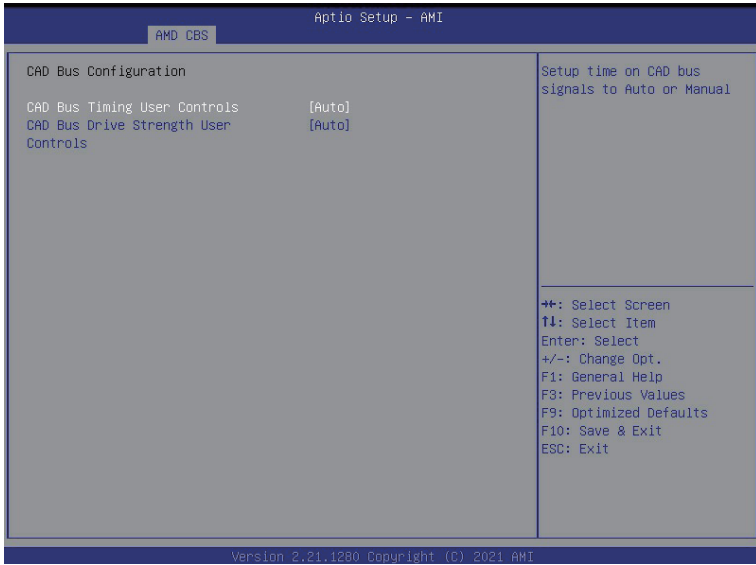 Aptio Setup - AMI
AMD CBS
CAD Bus Configuration
CAD Bus Timing User Controls [Auto]
CAD Bus Drive Strength User [Auto]
Controls
Setup time on CAD bus
signals to Auto or Manual
→←: Select Screen
↑↓: Select Item
Enter: Select
+/-: Change Opt.
F1: General Help
F3: Previous Values
F9: Optimized Defaults
F10: Save & Exit
ESC: Exit
Version 2.21.1280 Copyright (C) 2021 AMI